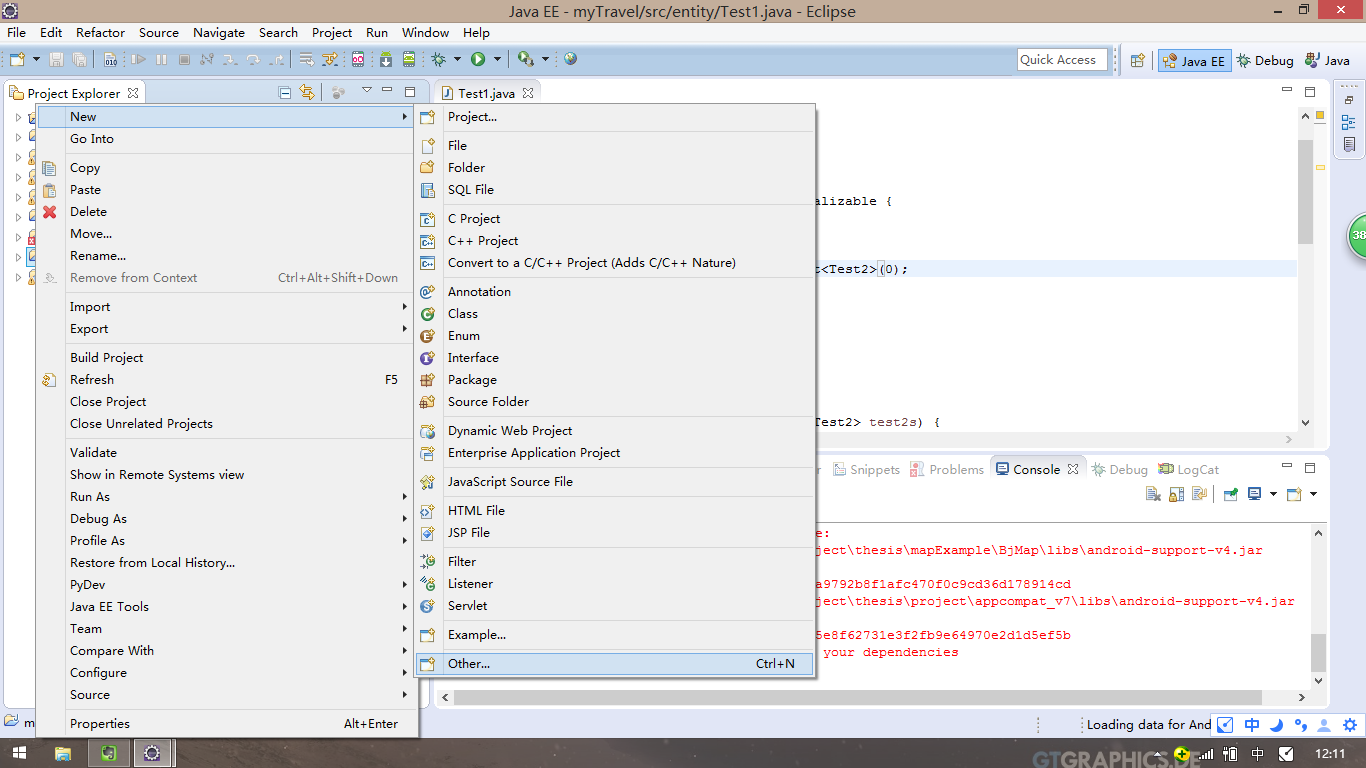 Java EE - myTravel/src/entity/Test1.java - Eclipse
File Edit Refactor Source Navigate Search Project Run Window Help
Quick Access
Java EE
Debug
Java
Project Explorer
Test1.java
New
Go Into
Copy
Paste
Delete
Move...
Rename...
Remove from Context Ctrl+Alt+Shift+Down
Import
Export
Build Project
Refresh F5
Close Project
Close Unrelated Projects
Validate
Show in Remote Systems view
Run As
Debug As
Profile As
Restore from Local History...
PyDev
Java EE Tools
Team
Compare With
Configure
Source
Properties Alt+Enter
Project...
File
Folder
SQL File
C Project
C++ Project
Convert to a C/C++ Project (Adds C/C++ Nature)
Annotation
Class
Enum
Interface
Package
Source Folder
Dynamic Web Project
Enterprise Application Project
JavaScript Source File
HTML File
JSP File
Filter
Listener
Servlet
Example...
Other... Ctrl+N
alizable {
t<Test2>(0);
Test2> test2s) {
38
r Snippets Problems Console Debug LogCat
e:
ject\thesis\mapExample\BjMap\libs\android-support-v4.jar
a9792b8f1afc470f0c9cd36d178914cd
ject\thesis\project\appcompat_v7\libs\android-support-v4.jar
5e8f62731e3f2fb9e64970e2d1d5ef5b
your dependencies
m
Loading data for And
中
GTGRAPHICS.DE
中
12:11